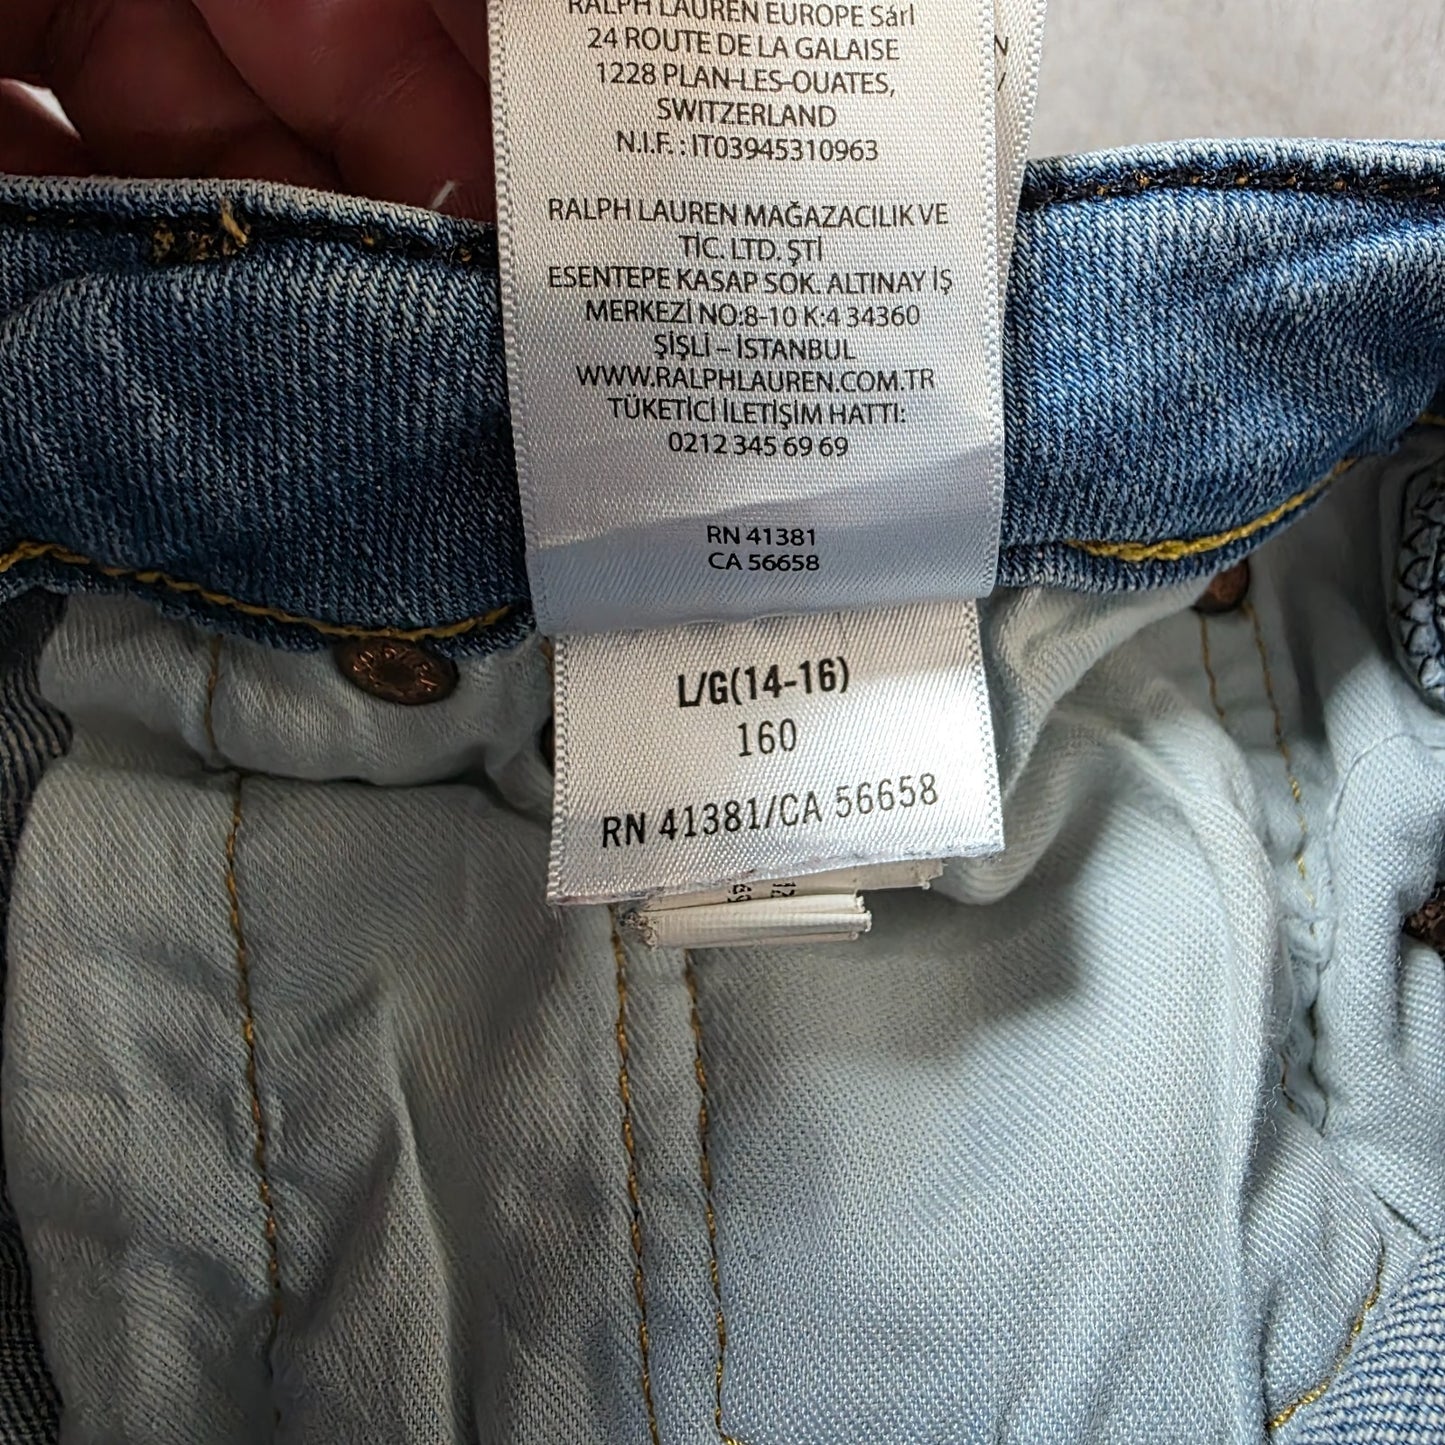 RALPH LAUREN EUROPE Sárl
24 ROUTE DE LA GALAISE
1228 PLAN-LES-OUATES,
SWITZERLAND
N.I.F. : IT03945310963
RALPH LAUREN MAĞAZACILIK VE
TİC. LTD. ŞTİ
ESENTEPE KASAP SOK. ALTINAY İŞ
MERKEZİ NO:8-10 K:4 34360
ŞİŞLİ – İSTANBUL
WWW.RALPHLAUREN.COM.TR
TÜKETİCİ İLETİŞİM HATTI:
0212 345 69 69
RN 41381
CA 56658
L/G(14-16)
160
RN 41381/CA 56658